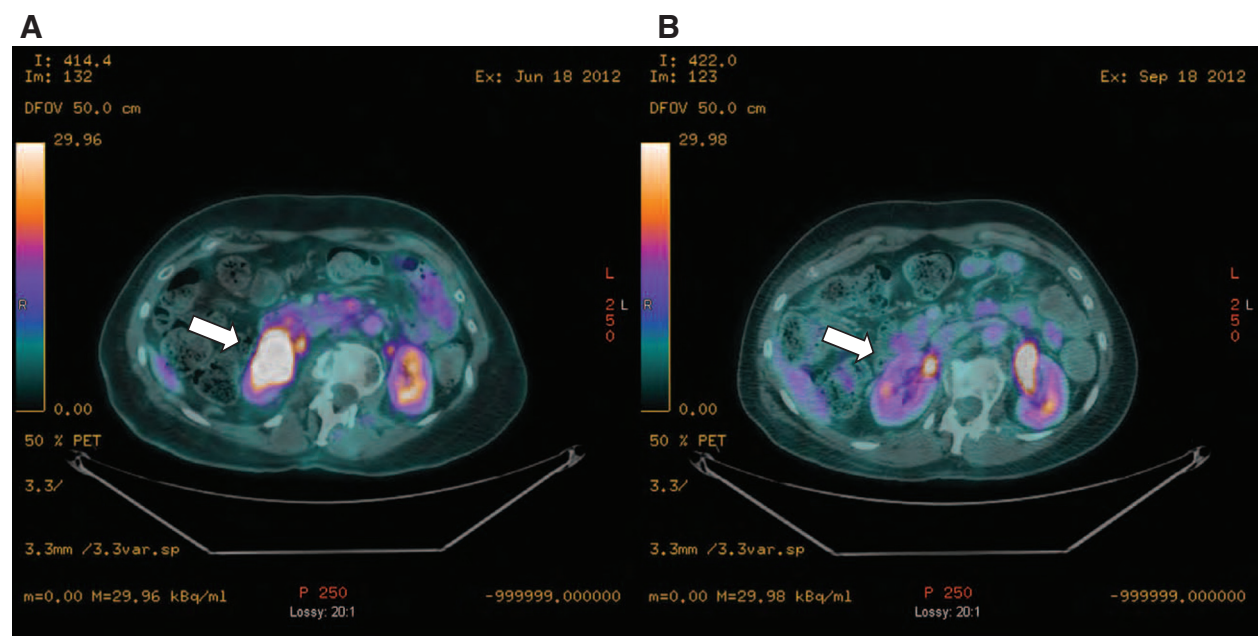 A
I: 414.4
Im: 132
Ex: Jun 18 2012
DFOV 50.0 cm
29.96
R
L
2 L
5
0
0.00
50 % PET
3.3/
3.3mm /3.3var.sp
m=0.00 M=29.96 kBq/ml
P 250
Lossy: 20:1
-999999.000000
B
I: 422.0
Im: 123
Ex: Sep 18 2012
DFOV 50.0 cm
29.98
R
L
2 L
5
0
0.00
50 % PET
3.3/
3.3mm /3.3var.sp
m=0.00 M=29.98 kBq/ml
P 250
Lossy: 20:1
-999999.000000